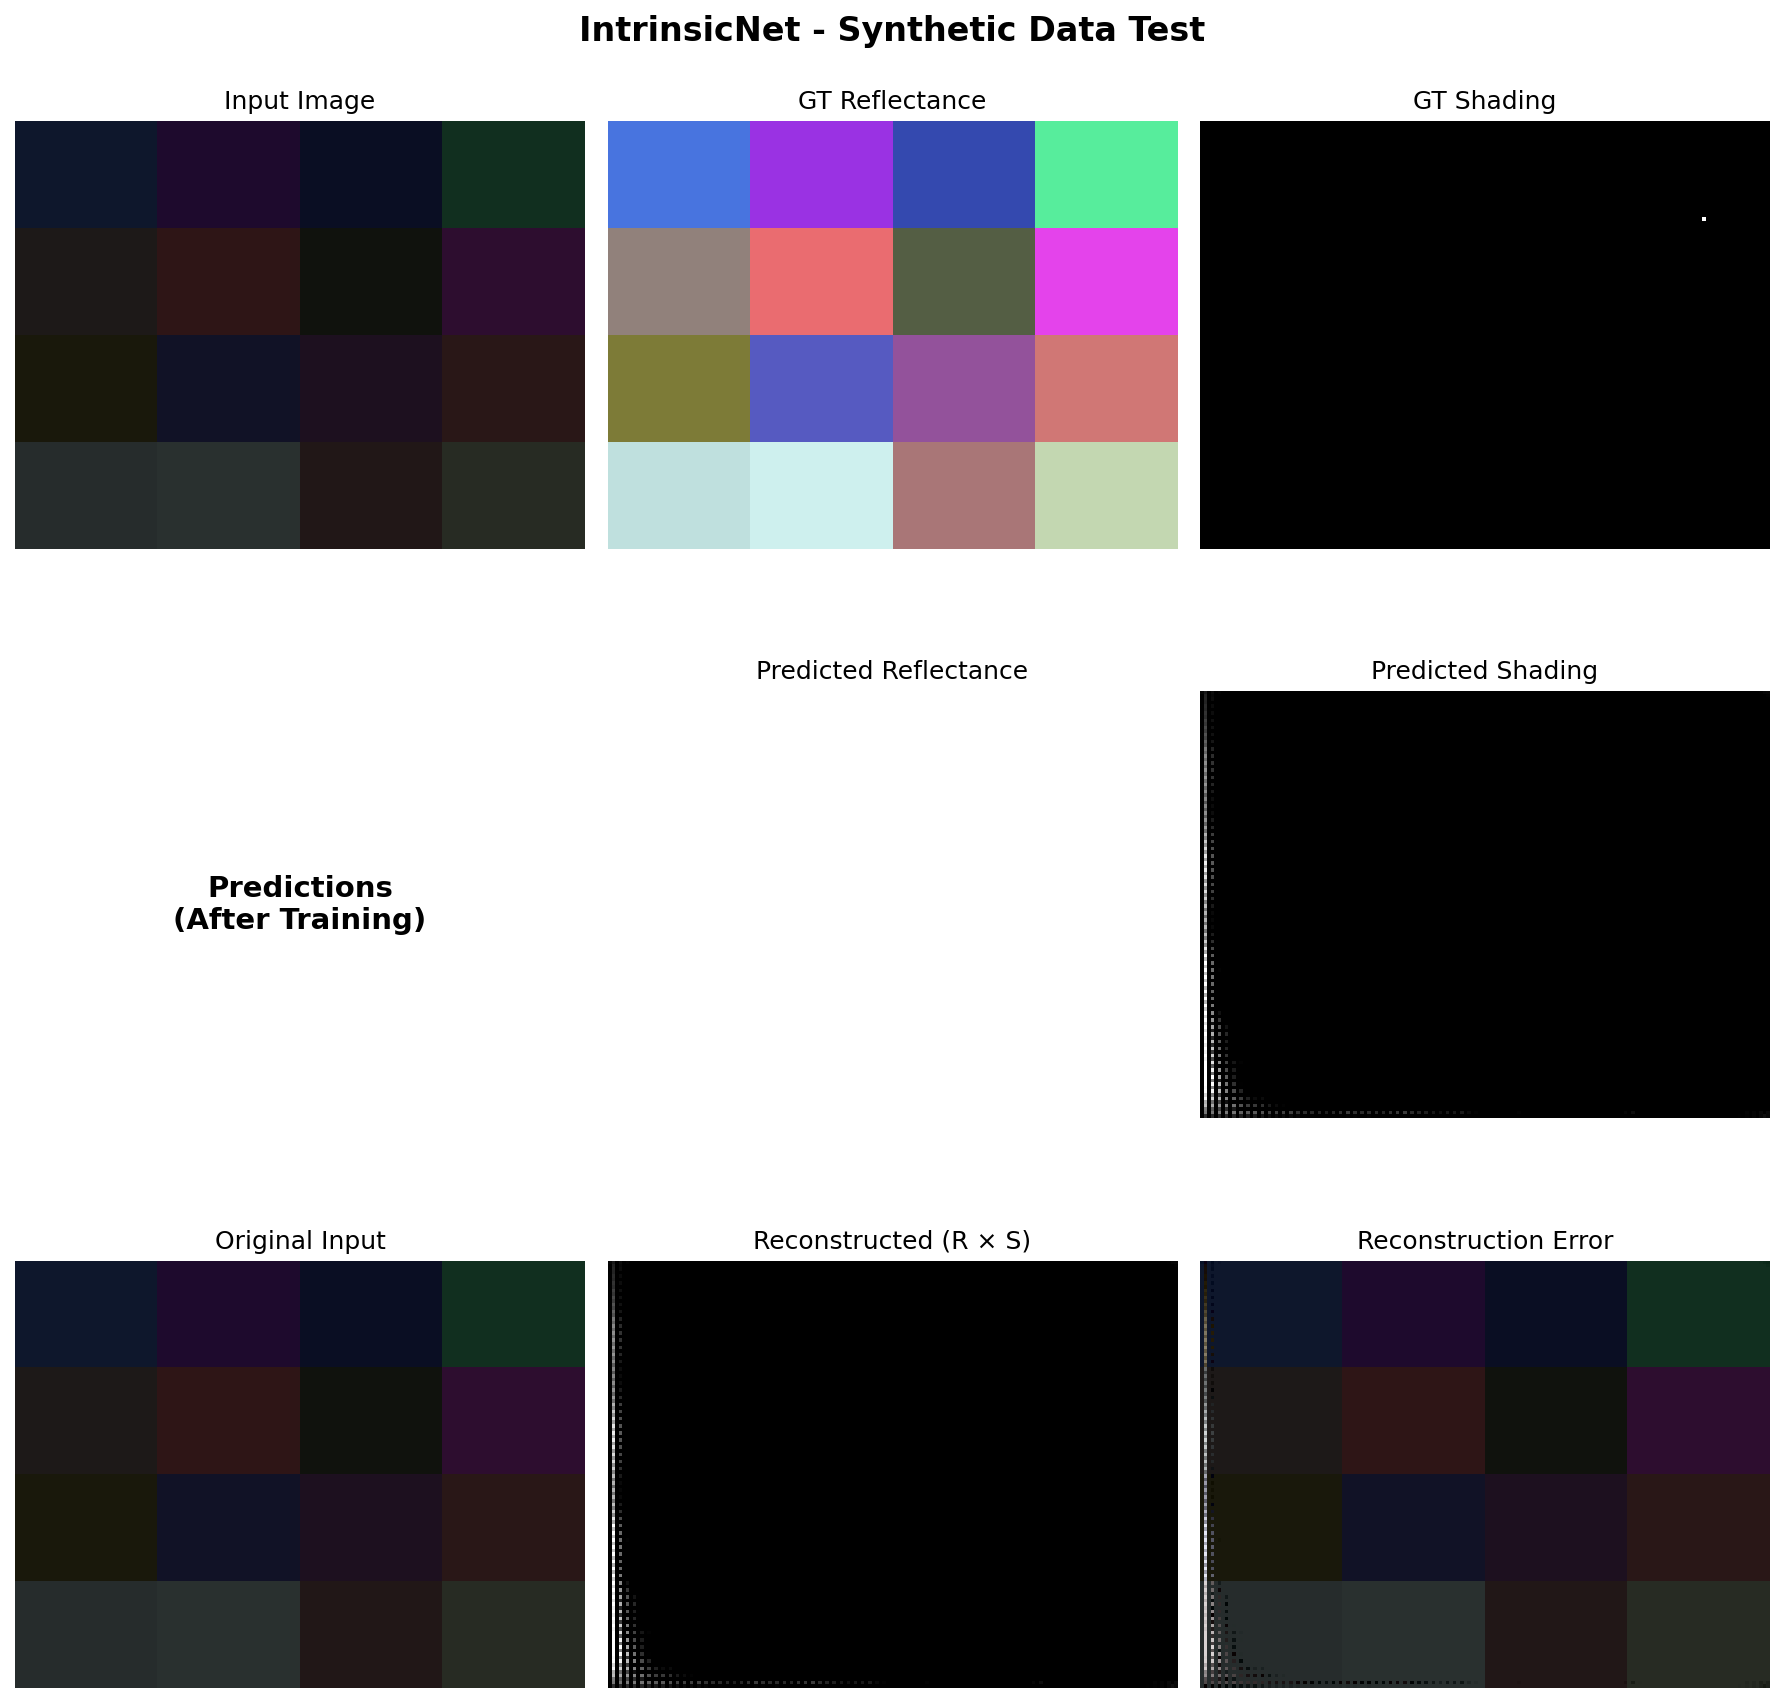 IntrinsicNet - Synthetic Data Test
Input Image
GT Reflectance
GT Shading
Predicted Reflectance
Predicted Shading
Predictions
(After Training)
Original Input
Reconstructed (R × S)
Reconstruction Error